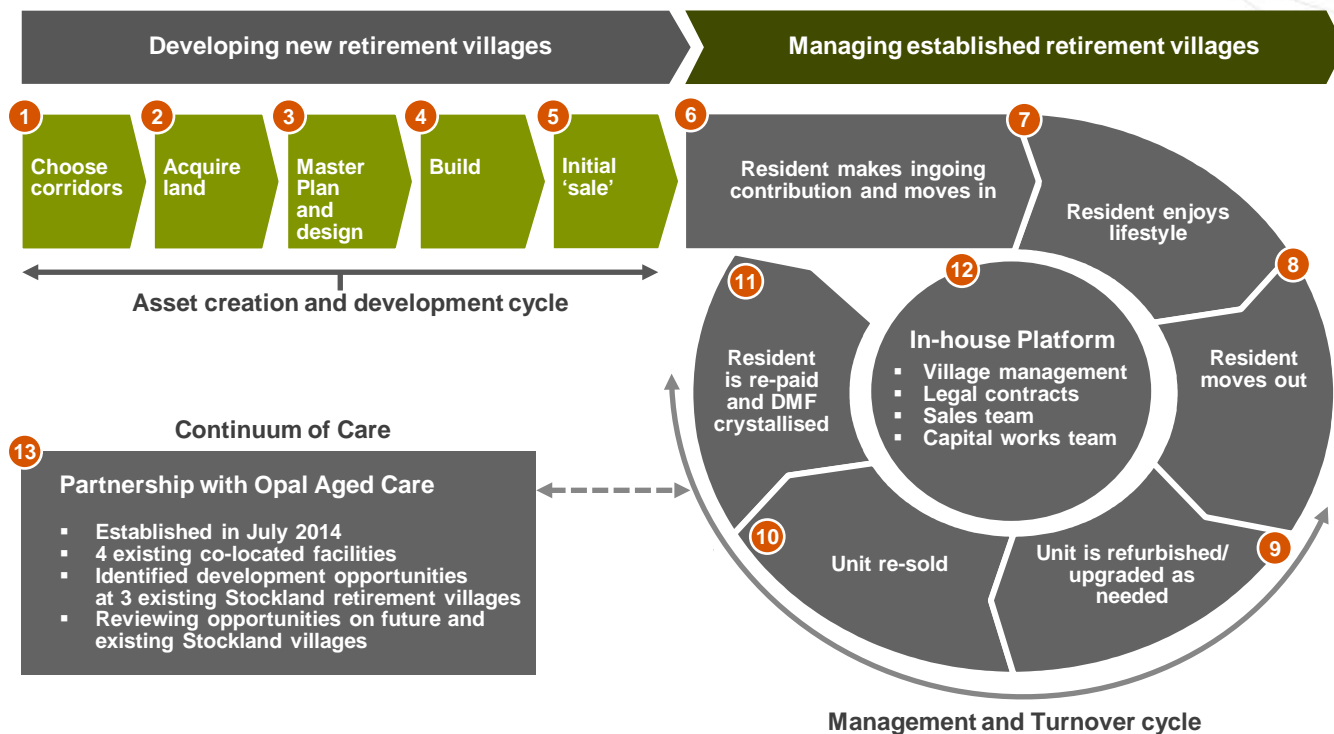 Developing new retirement villages
Managing established retirement villages
1
Choose
corridors
2
Acquire
land
3
Master
Plan
and
design
4
Build
5
Initial
‘sale’
6
Resident makes ingoing
contribution and moves in
7
Resident enjoys
lifestyle
8
Resident
moves out
9
Unit is refurbished/
upgraded as
needed
10
Unit re-sold
11
Resident
is re-paid
and DMF
crystallised
12
In-house Platform
▪ Village management
▪ Legal contracts
▪ Sales team
▪ Capital works team
Asset creation and development cycle
Continuum of Care
13
Partnership with Opal Aged Care
▪ Established in July 2014
▪ 4 existing co-located facilities
▪ Identified development opportunities
at 3 existing Stockland retirement villages
▪ Reviewing opportunities on future and
existing Stockland villages
Management and Turnover cycle